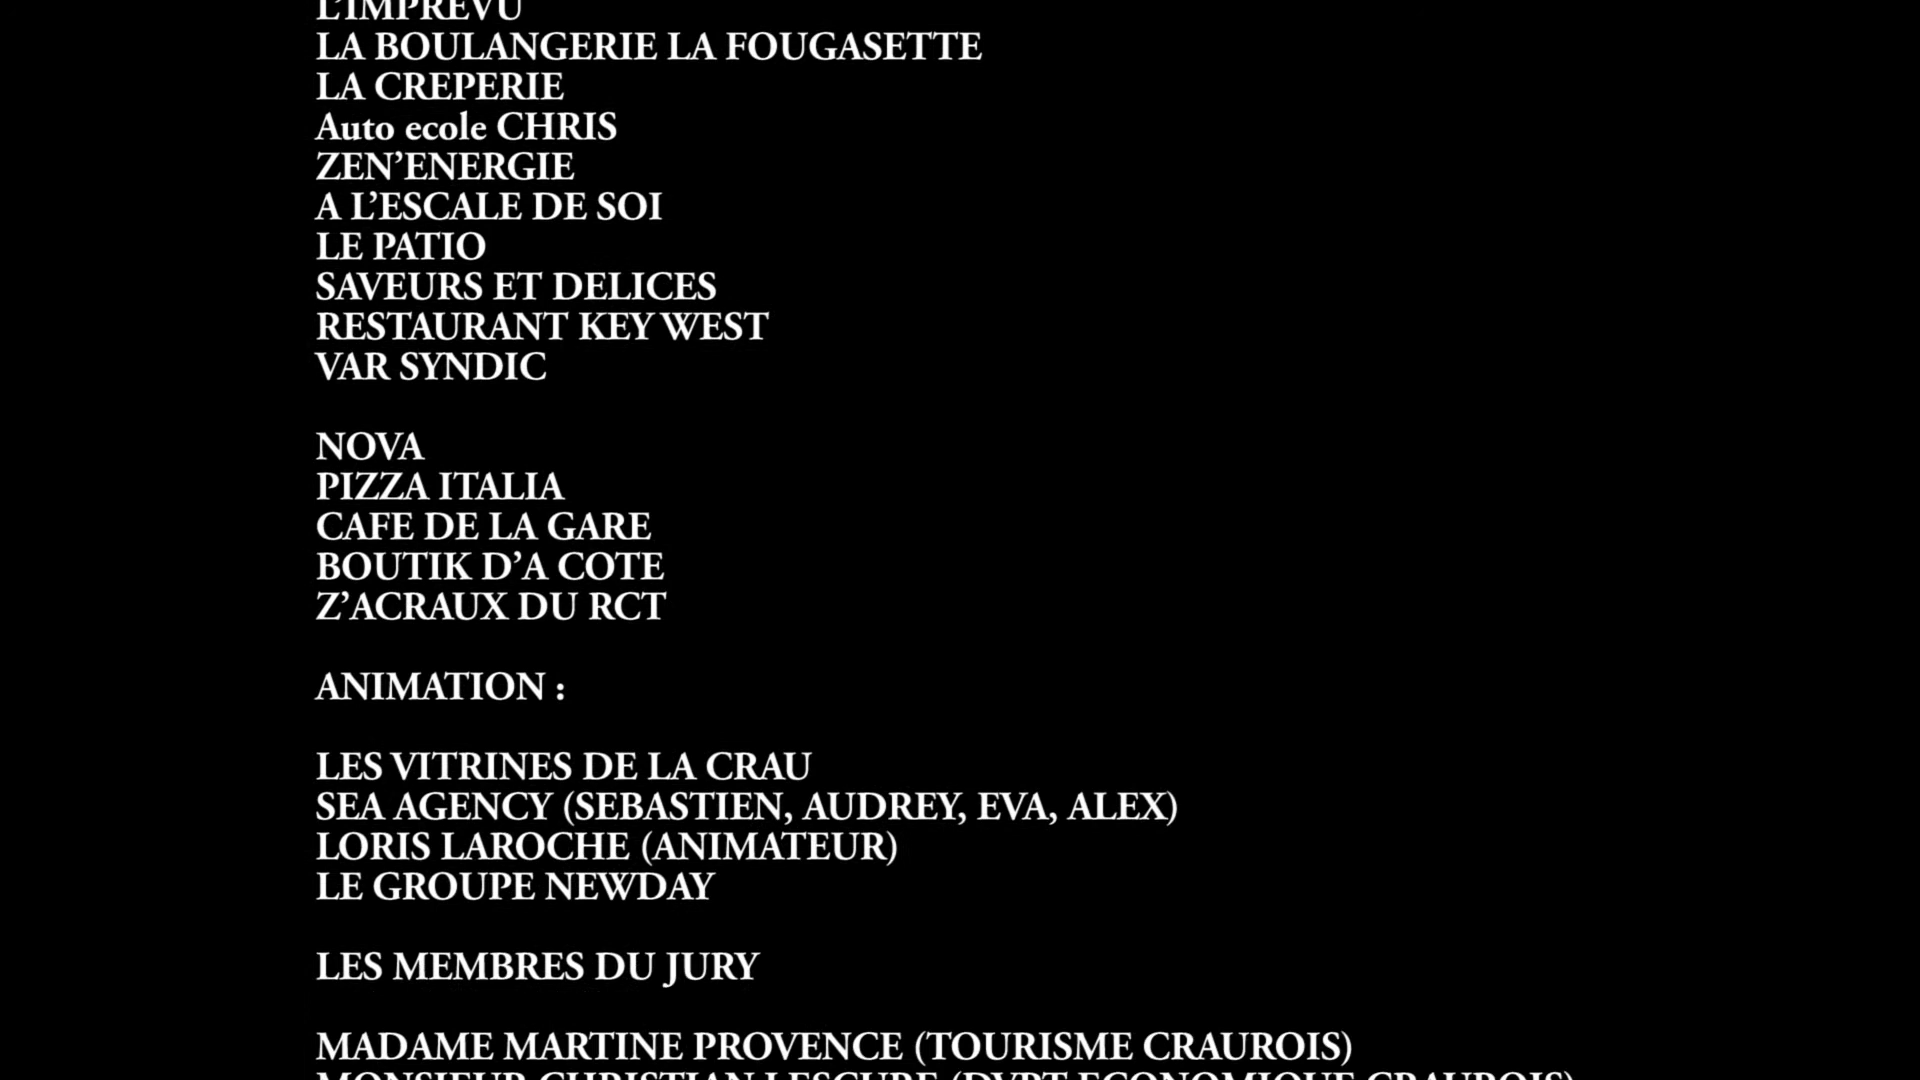 L'IMPREVU
LA BOULANGERIE LA FOUGASETTE
LA CREPERIE
Auto ecole CHRIS
ZEN’ENERGIE
A L’ESCALE DE SOI
LE PATIO
SAVEURS ET DELICES
RESTAURANT KEY WEST
VAR SYNDIC
NOVA
PIZZA ITALIA
CAFE DE LA GARE
BOUTIK D’A COTE
Z’ACRAUX DU RCT
ANIMATION :
LES VITRINES DE LA CRAU
SEA AGENCY (SEBASTIEN, AUDREY, EVA, ALEX)
LORIS LAROCHE (ANIMATEUR)
LE GROUPE NEWDAY
LES MEMBRES DU JURY
MADAME MARTINE PROVENCE (TOURISME CRAUROIS)
MONSIEUR CHRISTIAN LESCURE (DVPT ECONOMIQUE CRAUROIS)